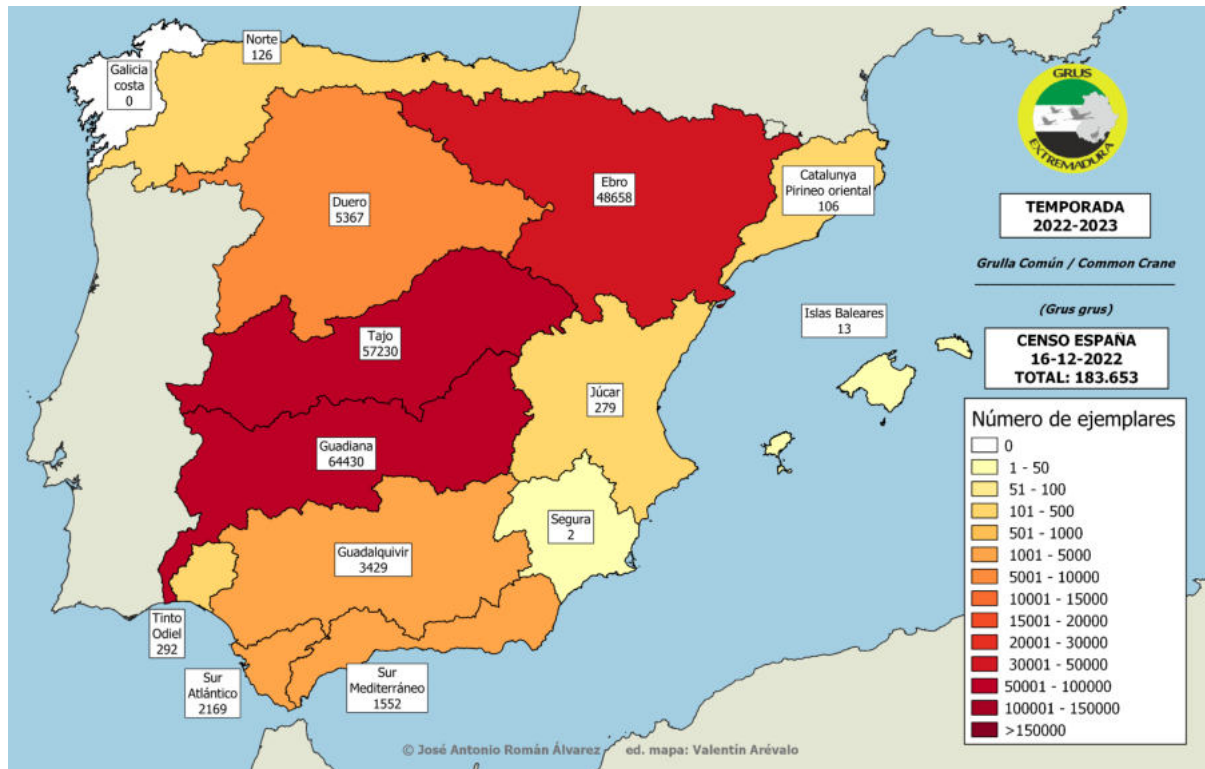 Norte
126
Galicia
costa
0
Duero
5367
Ebro
48658
Catalunya
Pirineo oriental
106
Tajo
57230
Islas Baleares
13
Júcar
279
Guadiana
64430
Segura
2
Guadalquivir
3429
Tinto
Odiel
292
Sur
Atlántico
2169
Sur
Mediterráneo
1552
GRUS
EXTREMADURA
TEMPORADA
2022-2023
Grulla Común / Common Crane
(Grus grus)
CENSO ESPAÑA
16-12-2022
TOTAL: 183.653
Número de ejemplares
0
1 - 50
51 - 100
101 - 500
501 - 1000
1001 - 5000
5001 - 10000
10001 - 15000
15001 - 20000
20001 - 30000
30001 - 50000
50001 - 100000
100001 - 150000
>150000
© José Antonio Román Álvarez ed. mapa: Valentín Arévalo